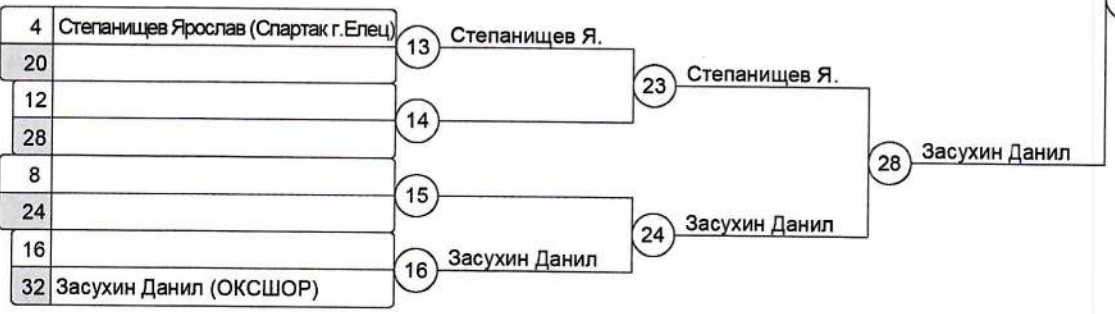 4 Степанищев Ярослав (Спартак г.Елец)
13 Степанищев Я.
20
23 Степанищев Я.
12
14
28
28 Засухин Данил
8
15
24
24 Засухин Данил
16
16 Засухин Данил
32 Засухин Данил (ОКСШОР)